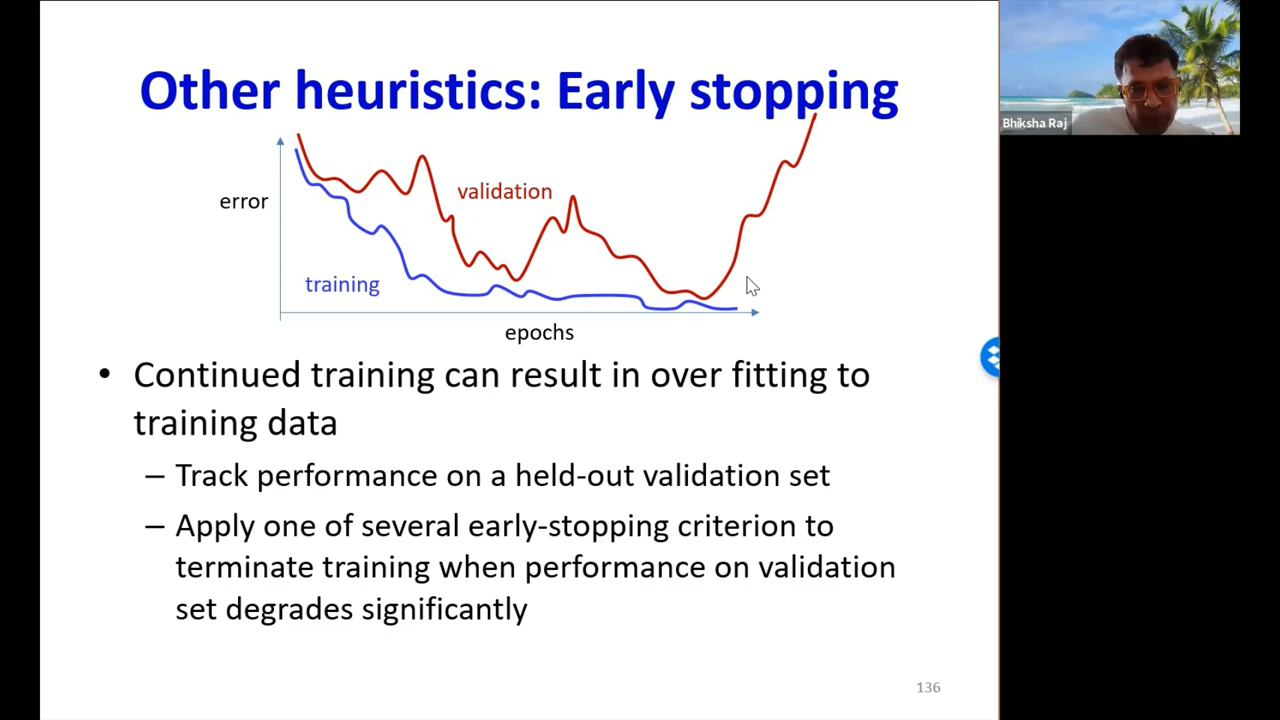 Other heuristics: Early stopping
Bhiksha Raj
error
validation
training
epochs
• Continued training can result in over fitting to
training data
– Track performance on a held-out validation set
– Apply one of several early-stopping criterion to
terminate training when performance on validation
set degrades significantly
136